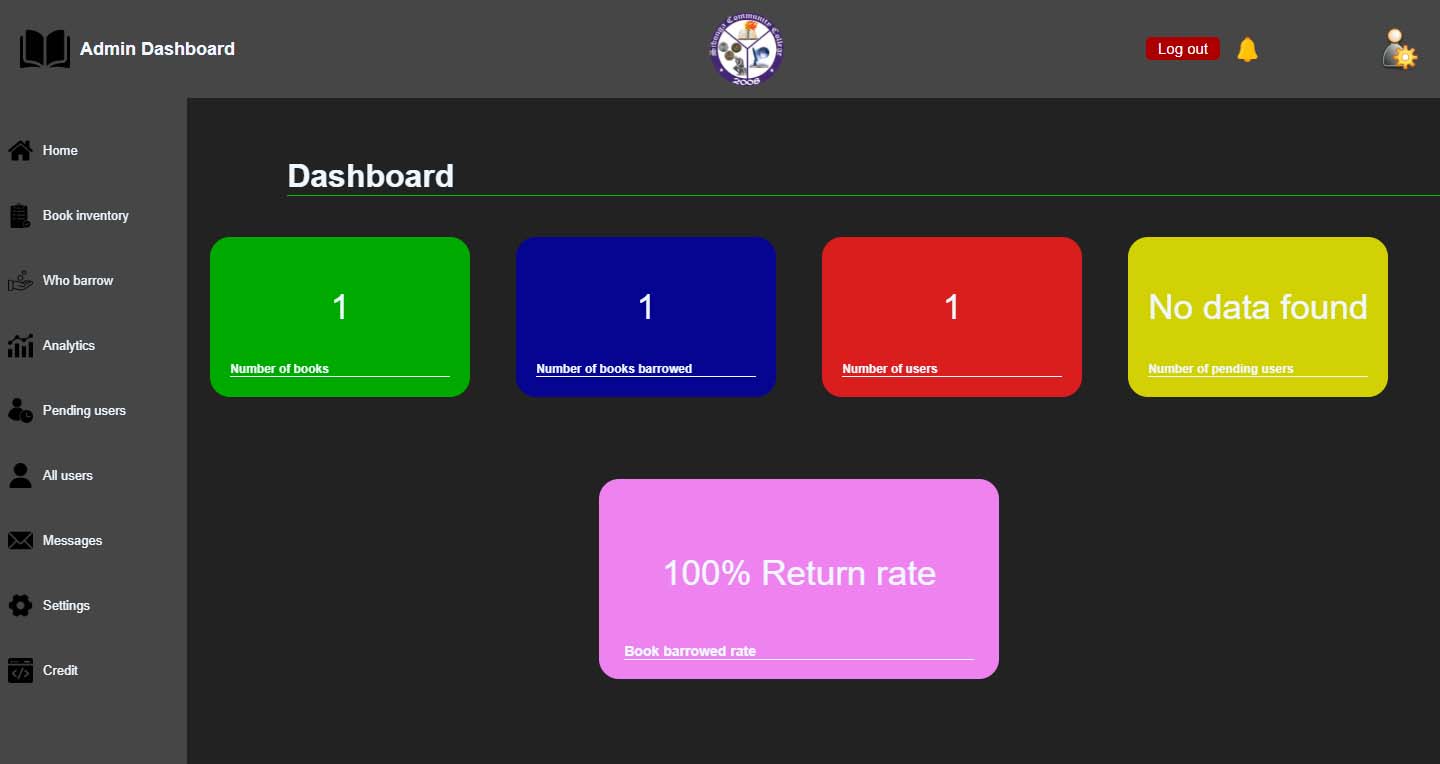 Admin Dashboard
Community College
2008
Log out
Home
Book inventory
Who barrow
Analytics
Pending users
All users
Messages
Settings
Credit
Dashboard
1
Number of books
1
Number of books barrowed
1
Number of users
No data found
Number of pending users
100% Return rate
Book barrowed rate